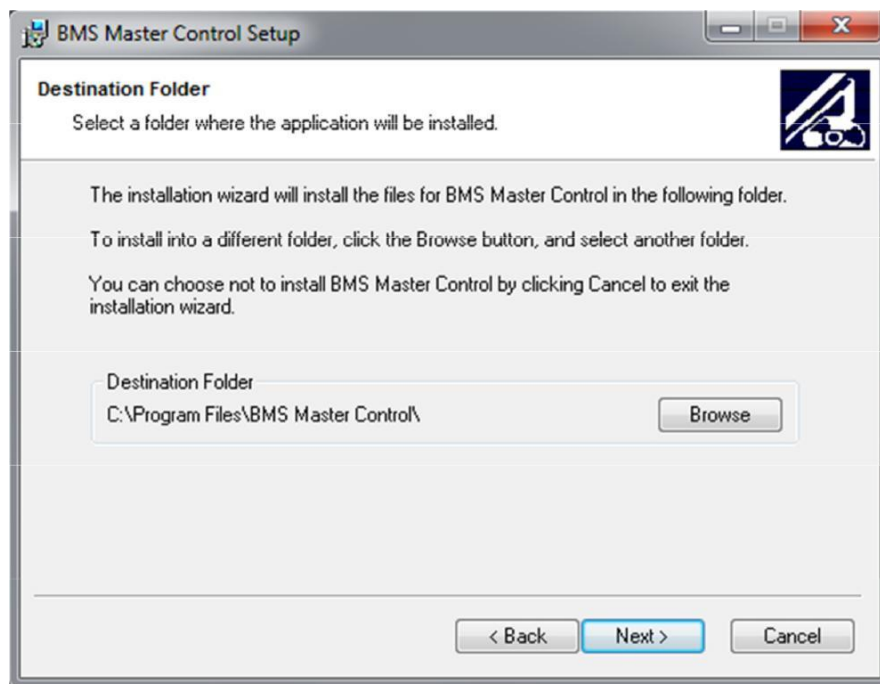 BMS Master Control Setup
Destination Folder
Select a folder where the application will be installed.
The installation wizard will install the files for BMS Master Control in the following folder.
To install into a different folder, click the Browse button, and select another folder.
You can choose not to install BMS Master Control by clicking Cancel to exit the
installation wizard.
Destination Folder
C:\Program Files\BMS Master Control\
Browse
< Back
Next >
Cancel